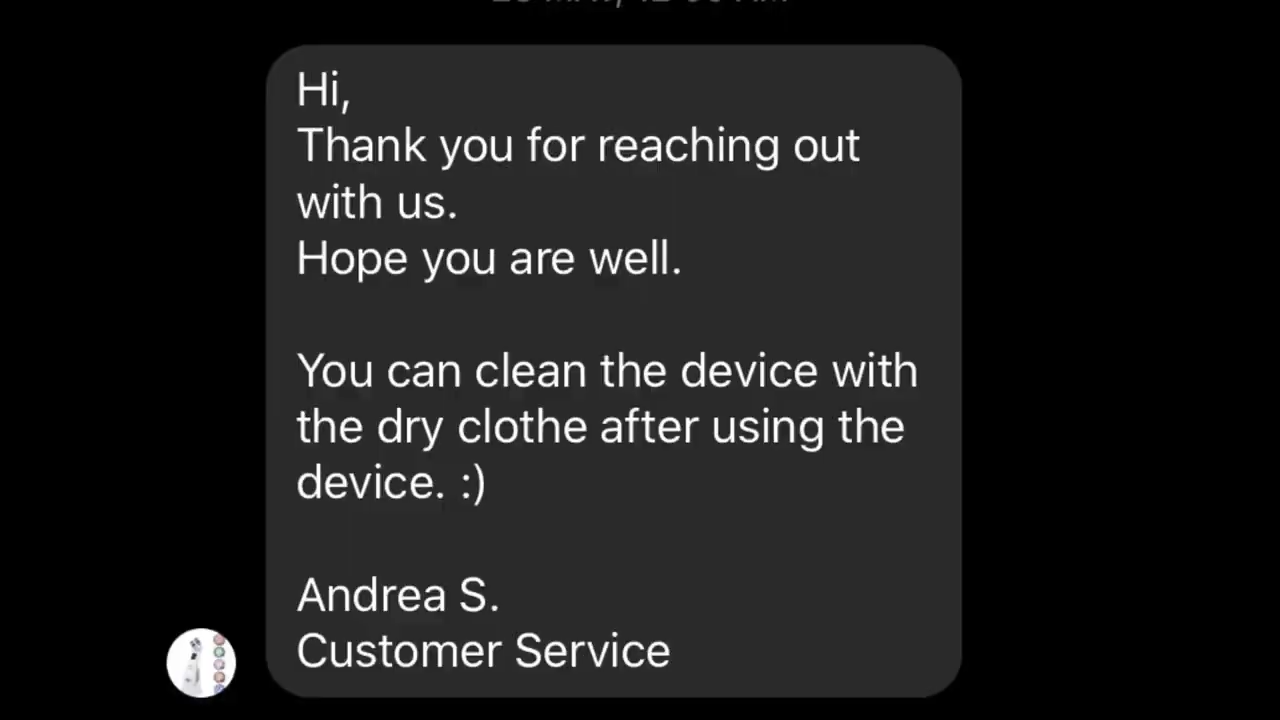 Hi,
Thank you for reaching out
with us.
Hope you are well.
You can clean the device with
the dry clothe after using the
device. :)
Andrea S.
Customer Service